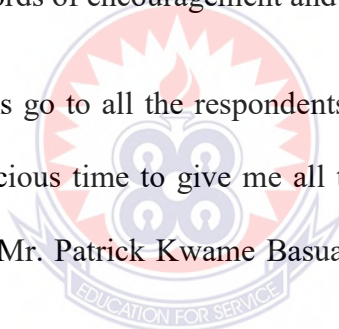 ords of encouragement and
s go to all the respondents
cious time to give me all t
Mr. Patrick Kwame Basua
EDUCATION FOR SERVICE